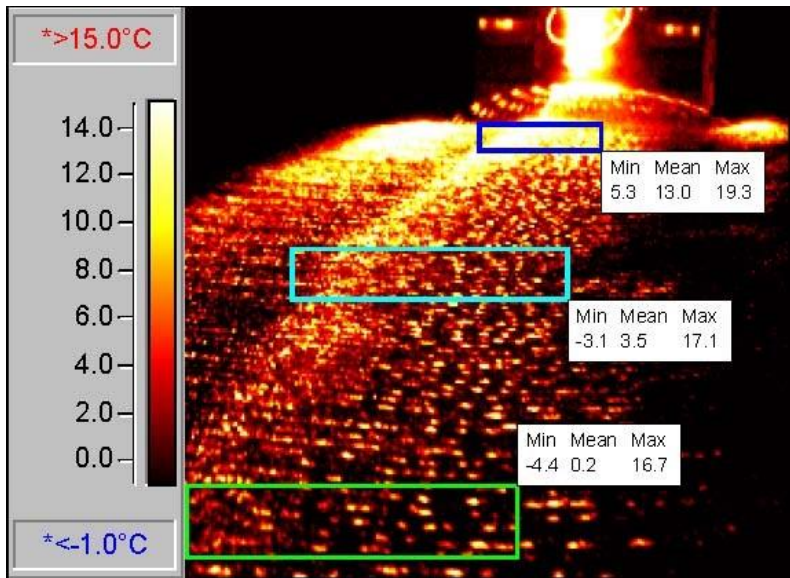 *>15.0°C
14.0
12.0
10.0
8.0
6.0
4.0
2.0
0.0
*<-1.0°C
Min Mean Max
5.3 13.0 19.3
Min Mean Max
-3.1 3.5 17.1
Min Mean Max
-4.4 0.2 16.7